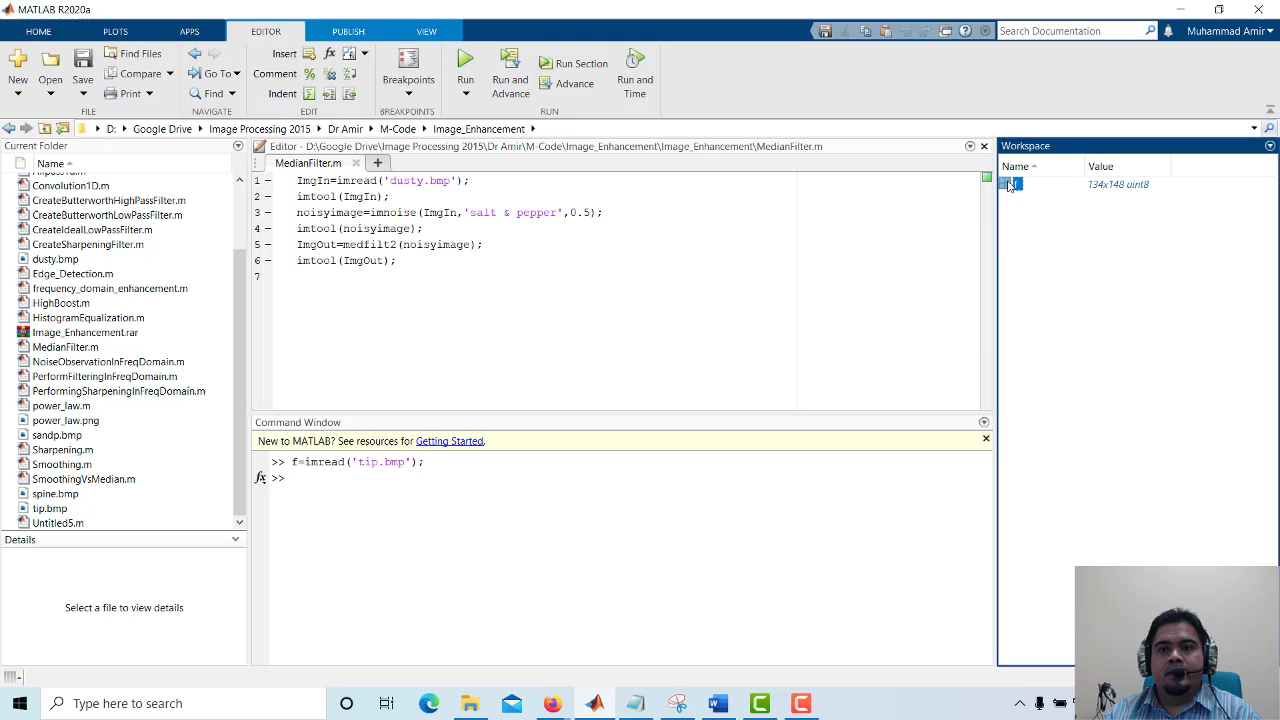 MATLAB R2020a
HOME PLOTS APPS EDITOR PUBLISH VIEW Search Documentation Muhammad Amir
New Open Save Find Files Compare Print Go To Find Insert Comment Indent Breakpoints Run Run and Advance Run Section Advance Run and Time
FILE NAVIGATE EDIT BREAKPOINTS RUN
D: Google Drive Image Processing 2015 Dr Amir M-Code Image_Enhancement
Current Folder
Name
Convolution1D.m
CreateButterworthHighPassFilter.m
CreateButterworthLowPassFilter.m
CreateIdealLowPassFilter.m
CreateSharpeningFilter.m
dusty.bmp
Edge_Detection.m
frequency_domain_enhancement.m
HighBoost.m
HistogramEqualization.m
Image_Enhancement.rar
MedianFilter.m
NoiseObservationInFreqDomain.m
PerformFilteringInFreqDomain.m
PerformingSharpeningInFreqDomain.m
power_law.m
power_law.png
sandp.bmp
Sharpening.m
Smoothing.m
SmoothingVsMedian.m
spine.bmp
tip.bmp
Untitled5.m
Details
Select a file to view details
Editor - D:\Google Drive\Image Processing 2015\Dr Amir\M-Code\Image_Enhancement\Image_Enhancement\MedianFilter.m
MedianFilter.m
1 ImgIn=imread('dusty.bmp');
2 imtool(ImgIn);
3 noisyimage=imnoise(ImgIn,'salt & pepper',0.5);
4 imtool(noisyimage);
5 ImgOut=medfilt2(noisyimage);
6 imtool(ImgOut);
7
Command Window
New to MATLAB? See resources for Getting Started.
>> f=imread('tip.bmp');
fx >>
Workspace
Name Value
f 134x148 uint8
Type here to search